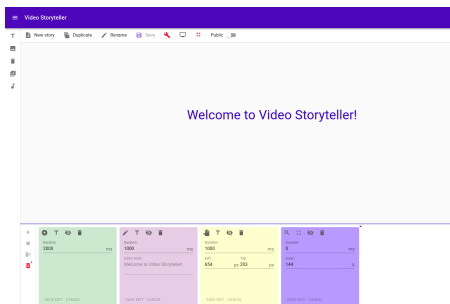 Video Storyteller
New story Duplicate Rename Save Public
Welcome to Video Storyteller!
Duration Duration Duration Duration
2000 ms 1000 ms 1000 ms 0 ms
Left Top Zoom
Welcome to Video Storyteller! 654 px 203 px 144 %
SAVE EDIT CANCEL SAVE EDIT CANCEL SAVE EDIT CANCEL SAVE EDIT CANCEL